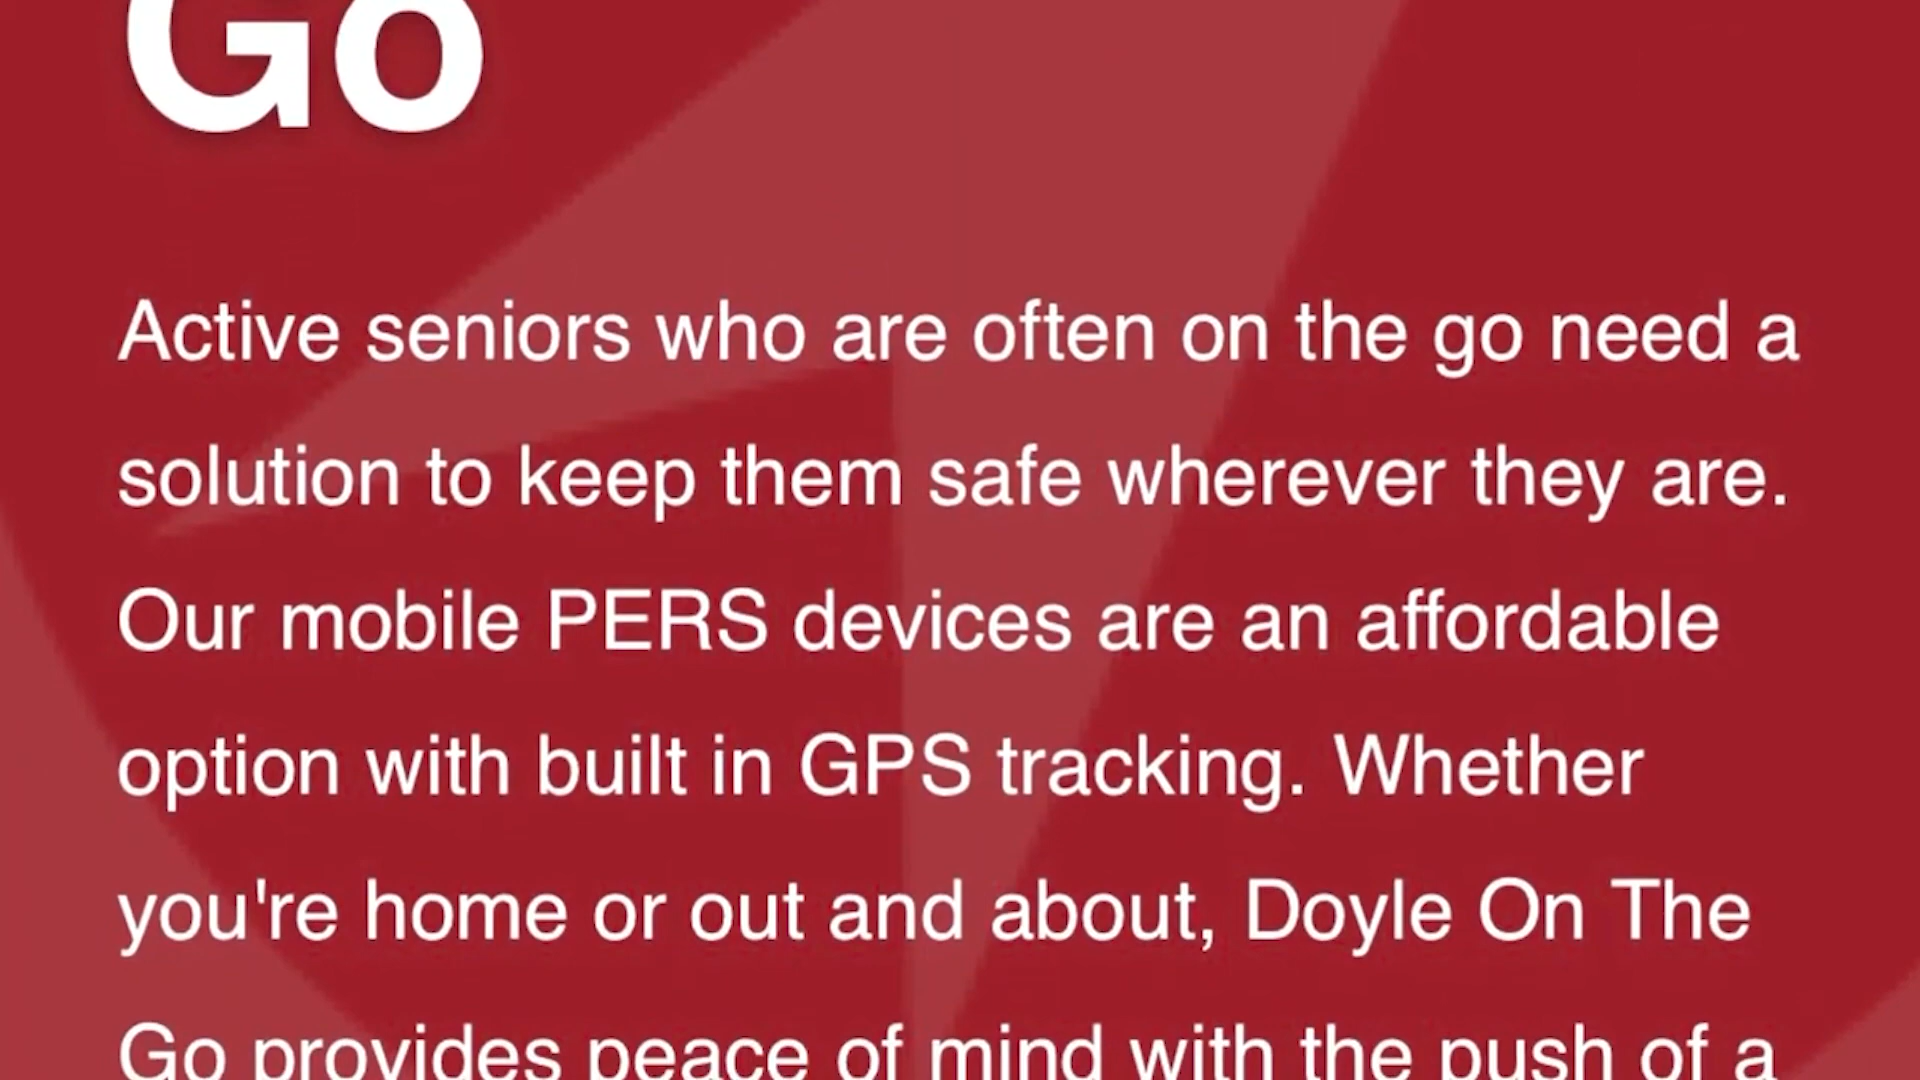 Go
Active seniors who are often on the go need a
solution to keep them safe wherever they are.
Our mobile PERS devices are an affordable
option with built in GPS tracking. Whether
you're home or out and about, Doyle On The
Go provides peace of mind with the push of a